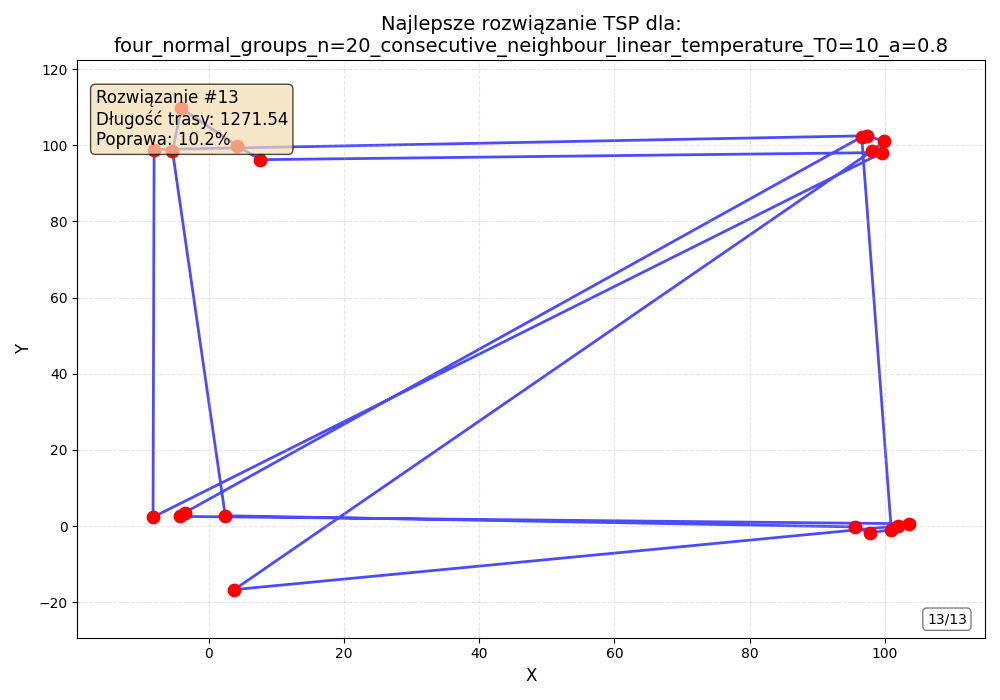 Najlepsze rozwiązanie TSP dla:
four_normal_groups_n=20_consecutive_neighbour_linear_temperature_T0=10_a=0.8
Rozwiązanie #13
Długość trasy: 1271.54
Poprawa: 10.2%
120
100
80
60
40
20
0
−20
Y
13/13
0
20
40
60
80
100
X